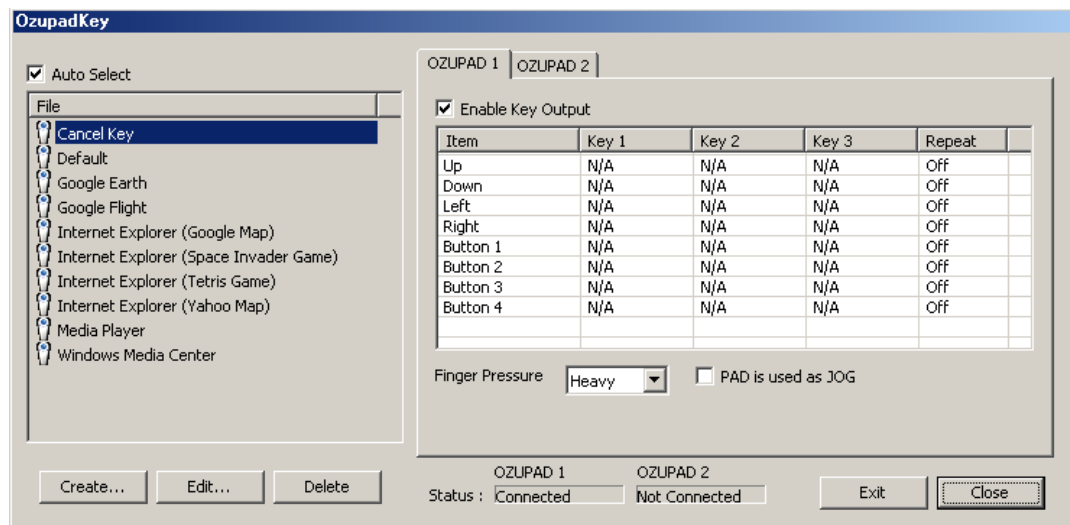 OzupadKey
Auto Select
File
Cancel Key
Default
Google Earth
Google Flight
Internet Explorer (Google Map)
Internet Explorer (Space Invader Game)
Internet Explorer (Tetris Game)
Internet Explorer (Yahoo Map)
Media Player
Windows Media Center
Create... Edit... Delete
OZUPAD 1 OZUPAD 2
Enable Key Output
Item Key 1 Key 2 Key 3 Repeat
Up N/A N/A N/A Off
Down N/A N/A N/A Off
Left N/A N/A N/A Off
Right N/A N/A N/A Off
Button 1 N/A N/A N/A Off
Button 2 N/A N/A N/A Off
Button 3 N/A N/A N/A Off
Button 4 N/A N/A N/A Off
Finger Pressure Heavy PAD is used as JOG
OZUPAD 1 OZUPAD 2
Status : Connected Not Connected Exit Close